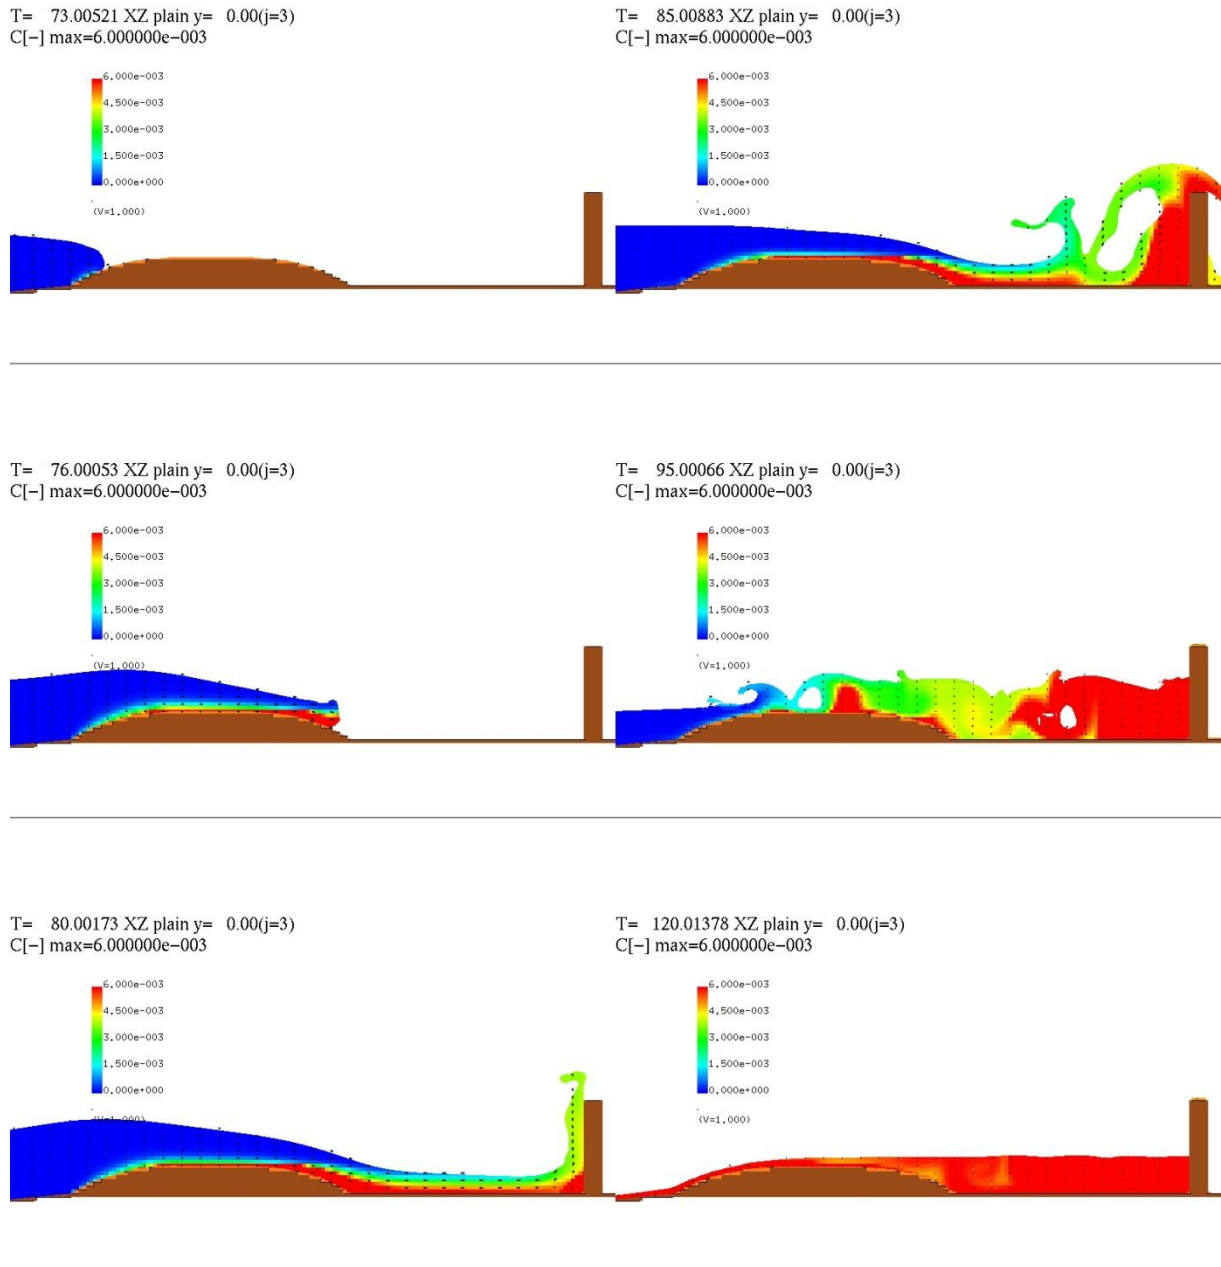 T= 73.00521 XZ plain y= 0.00(j=3)
C[−] max=6.000000e−003
6.000e-003
4.500e-003
3.000e-003
1.500e-003
0.000e+000
(V=1.000)
T= 85.00883 XZ plain y= 0.00(j=3)
C[−] max=6.000000e−003
6.000e-003
4.500e-003
3.000e-003
1.500e-003
0.000e+000
(V=1.000)
T= 76.00053 XZ plain y= 0.00(j=3)
C[−] max=6.000000e−003
6.000e-003
4.500e-003
3.000e-003
1.500e-003
0.000e+000
(V=1.000)
T= 95.00066 XZ plain y= 0.00(j=3)
C[−] max=6.000000e−003
6.000e-003
4.500e-003
3.000e-003
1.500e-003
0.000e+000
(V=1.000)
T= 80.00173 XZ plain y= 0.00(j=3)
C[−] max=6.000000e−003
6.000e-003
4.500e-003
3.000e-003
1.500e-003
0.000e+000
(V=1.000)
T= 120.01378 XZ plain y= 0.00(j=3)
C[−] max=6.000000e−003
6.000e-003
4.500e-003
3.000e-003
1.500e-003
0.000e+000
(V=1.000)